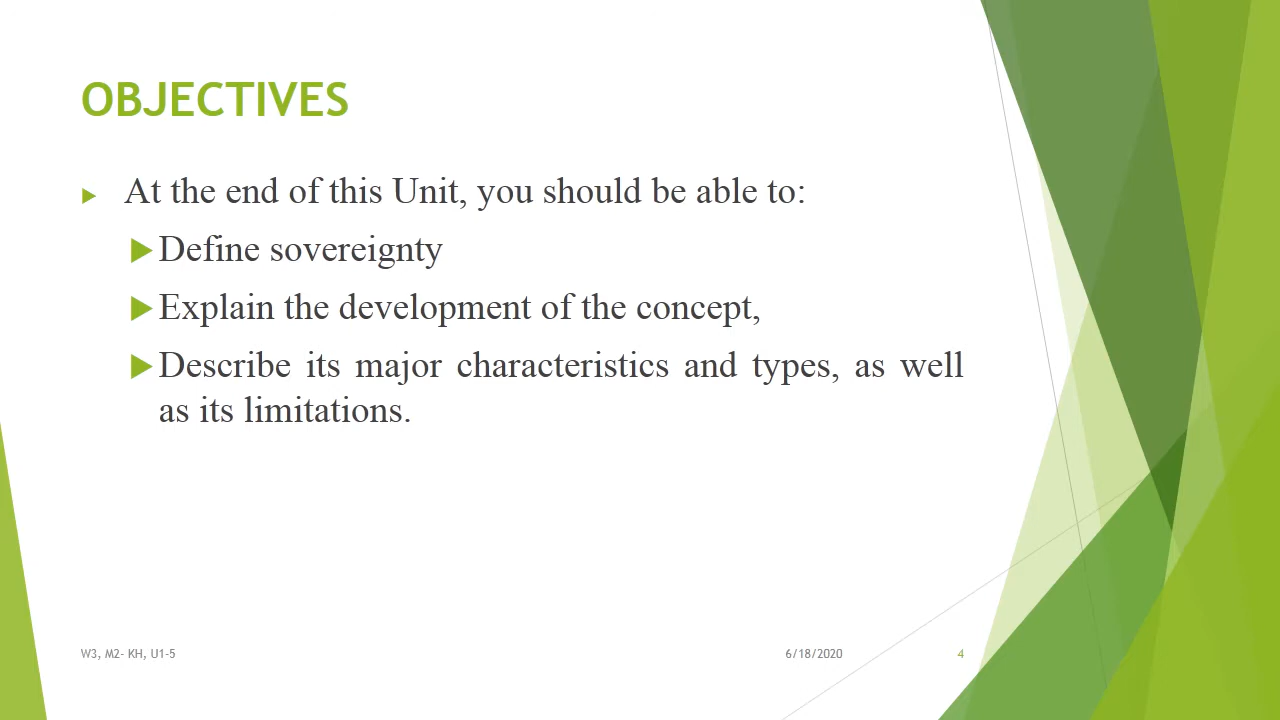 OBJECTIVES
At the end of this Unit, you should be able to:
Define sovereignty
Explain the development of the concept,
Describe its major characteristics and types, as well
as its limitations.
W3, M2- KH, U1-5
6/18/2020
4